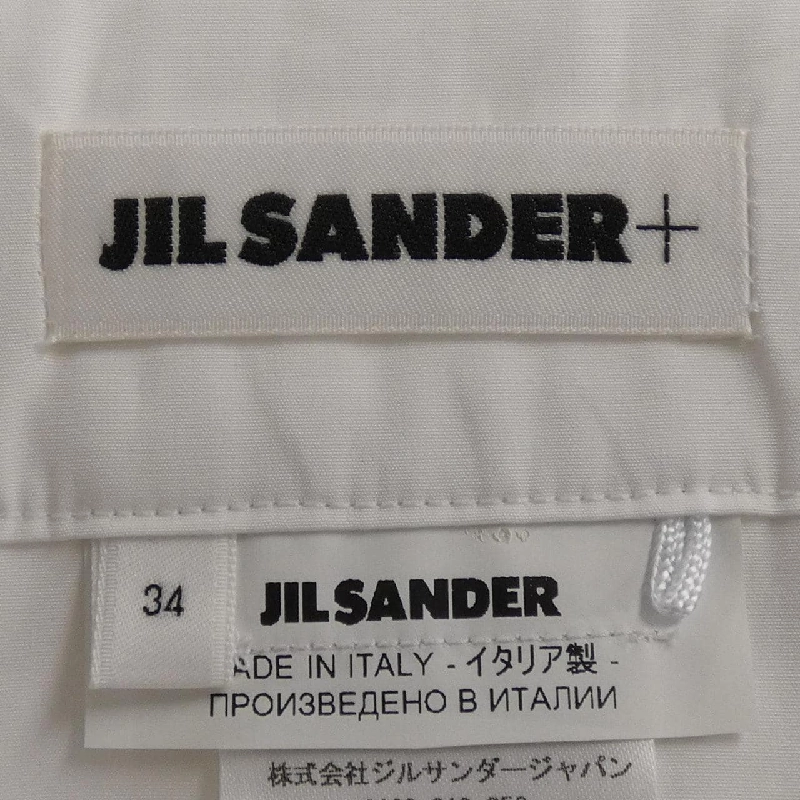 JIL SANDER+
34
JIL SANDER
ADE IN ITALY - イタリア製 -
ПРОИЗВЕДЕНО В ИТАЛИИ
株式会社ジルサンダージャパン